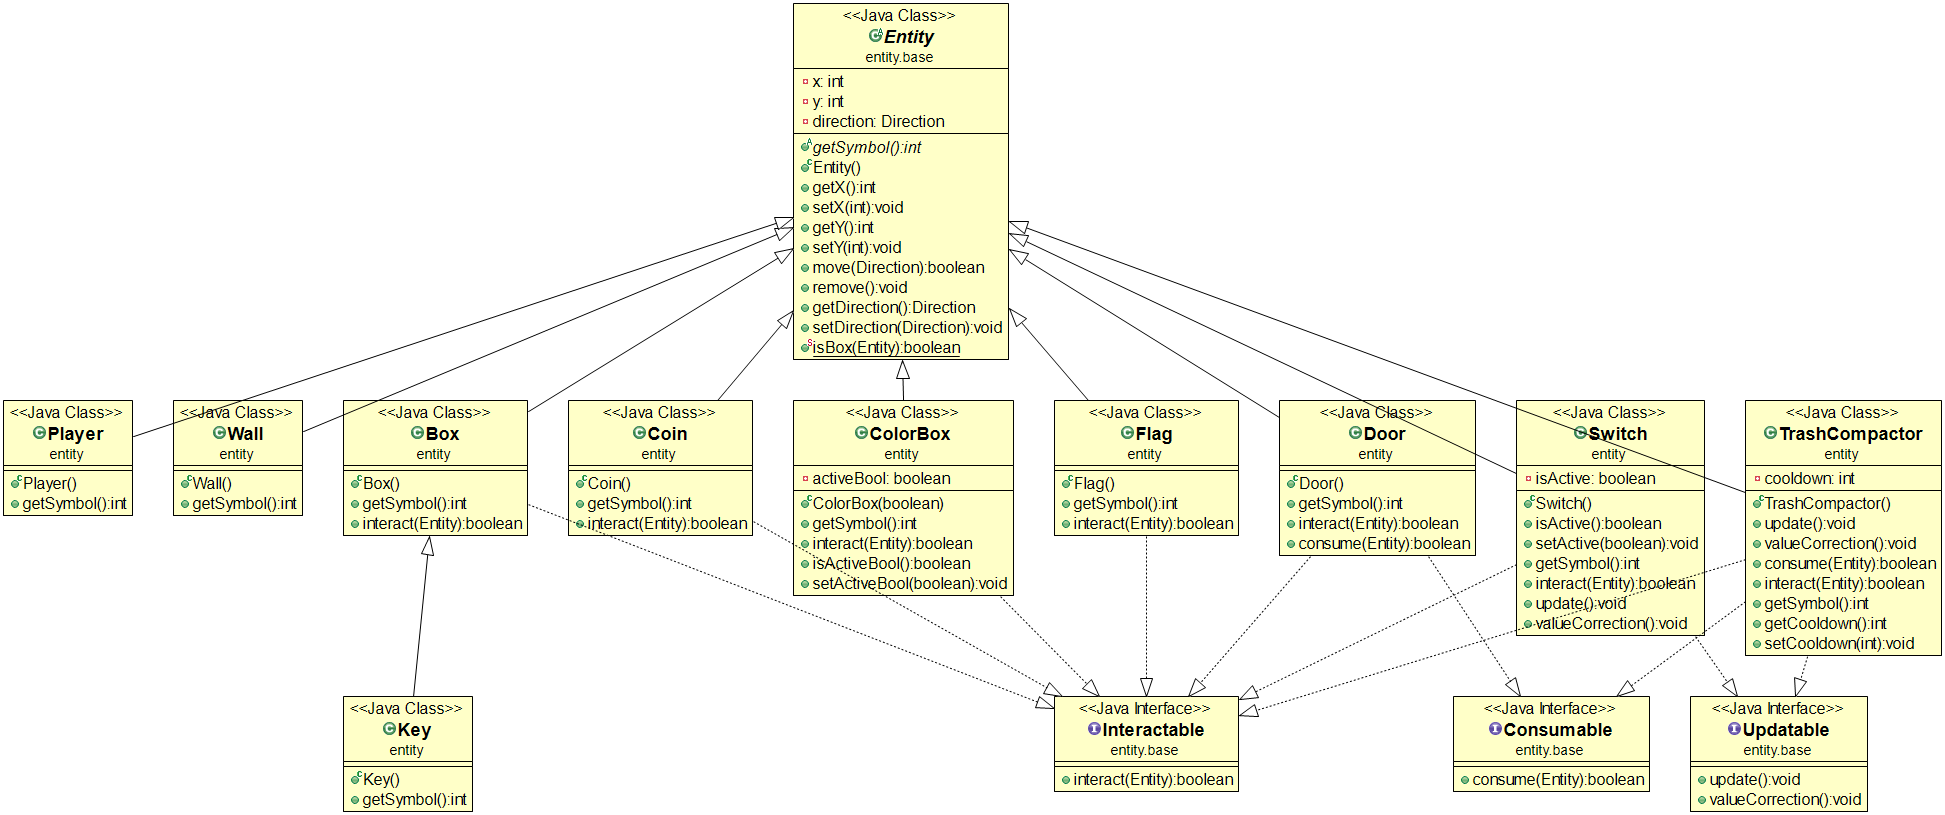 <<Java Class>>
Entity
entity.base
x: int
y: int
direction: Direction
getSymbol():int
Entity()
getX():int
setX(int):void
getY():int
setY(int):void
move(Direction):boolean
remove():void
getDirection():Direction
setDirection(Direction):void
isBox(Entity):boolean
<<Java Class>>
Player
entity
Player()
getSymbol():int
<<Java Class>>
Wall
entity
Wall()
getSymbol():int
<<Java Class>>
Box
entity
Box()
getSymbol():int
interact(Entity):boolean
<<Java Class>>
Coin
entity
Coin()
getSymbol():int
interact(Entity):boolean
<<Java Class>>
ColorBox
entity
activeBool: boolean
ColorBox(boolean)
getSymbol():int
interact(Entity):boolean
isActiveBool():boolean
setActiveBool(boolean):void
<<Java Class>>
Flag
entity
Flag()
getSymbol():int
interact(Entity):boolean
<<Java Class>>
Door
entity
Door()
getSymbol():int
interact(Entity):boolean
consume(Entity):boolean
<<Java Class>>
Switch
entity
isActive: boolean
Switch()
isActive():boolean
setActive(boolean):void
getSymbol():int
interact(Entity):boolean
update():void
valueCorrection():void
<<Java Class>>
TrashCompactor
entity
cooldown: int
TrashCompactor()
update():void
valueCorrection():void
consume(Entity):boolean
interact(Entity):boolean
getSymbol():int
getCooldown():int
setCooldown(int):void
<<Java Class>>
Key
entity
Key()
getSymbol():int
<<Java Interface>>
Interactable
entity.base
interact(Entity):boolean
<<Java Interface>>
Consumable
entity.base
consume(Entity):boolean
<<Java Interface>>
Updatable
entity.base
update():void
valueCorrection():void